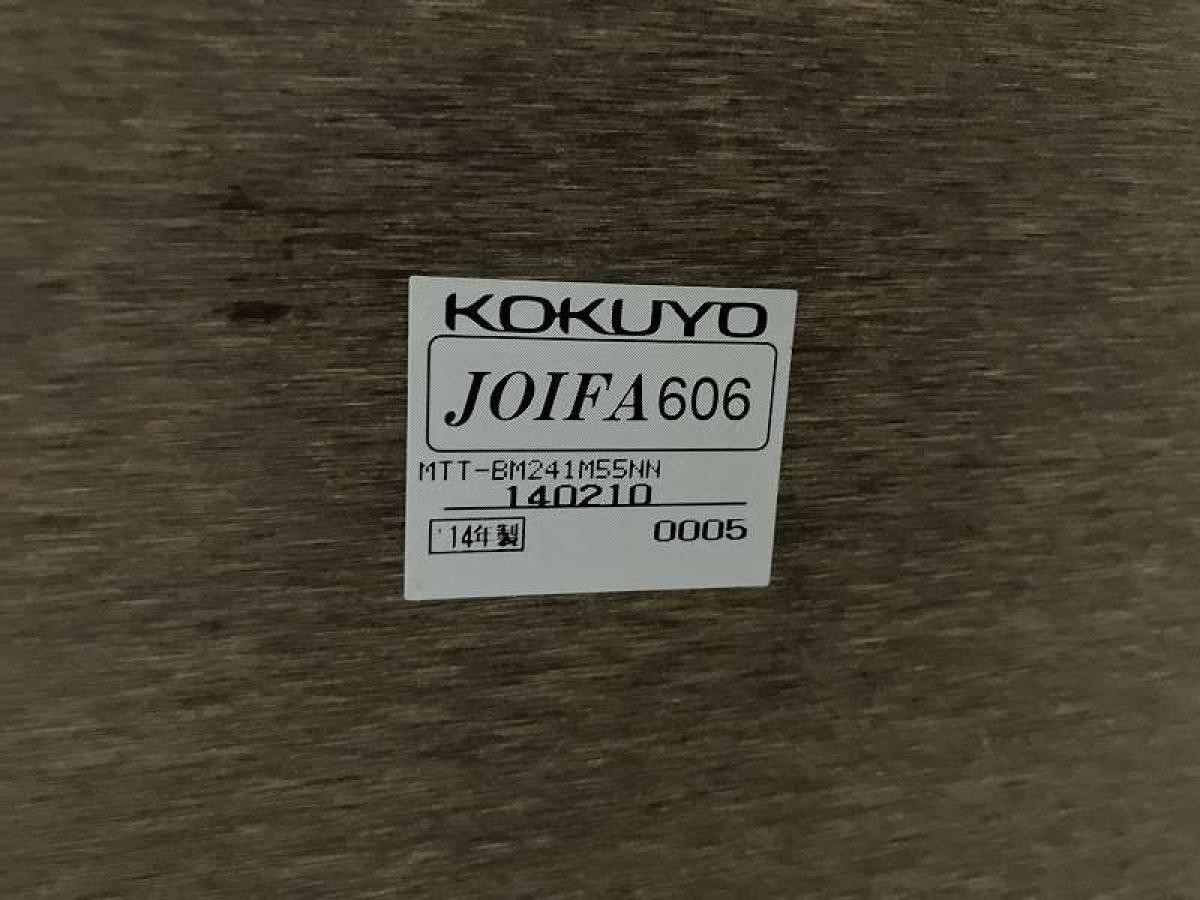 KOKUYO
JOIFA606
MTT-BM241M55NN
140210
'14年製
0005